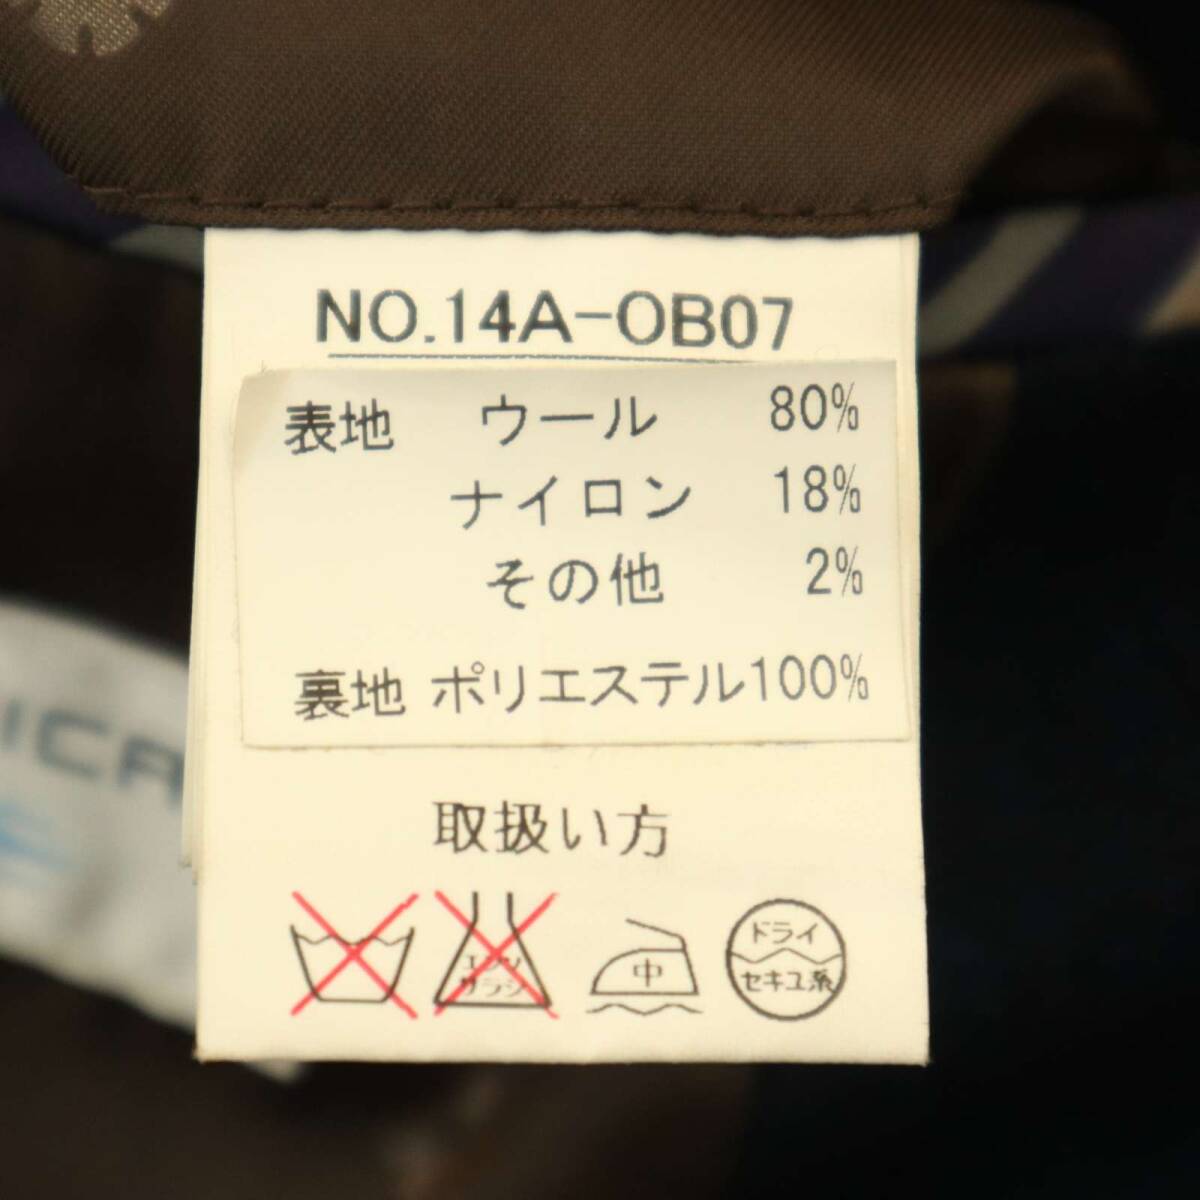 NO.14A-OB07
表地 ウール 80%
ナイロン 18%
その他 2%
裏地 ポリエステル100%
取扱い方
エンソ
サラシ
中
ドライ
セキユ系
ICA